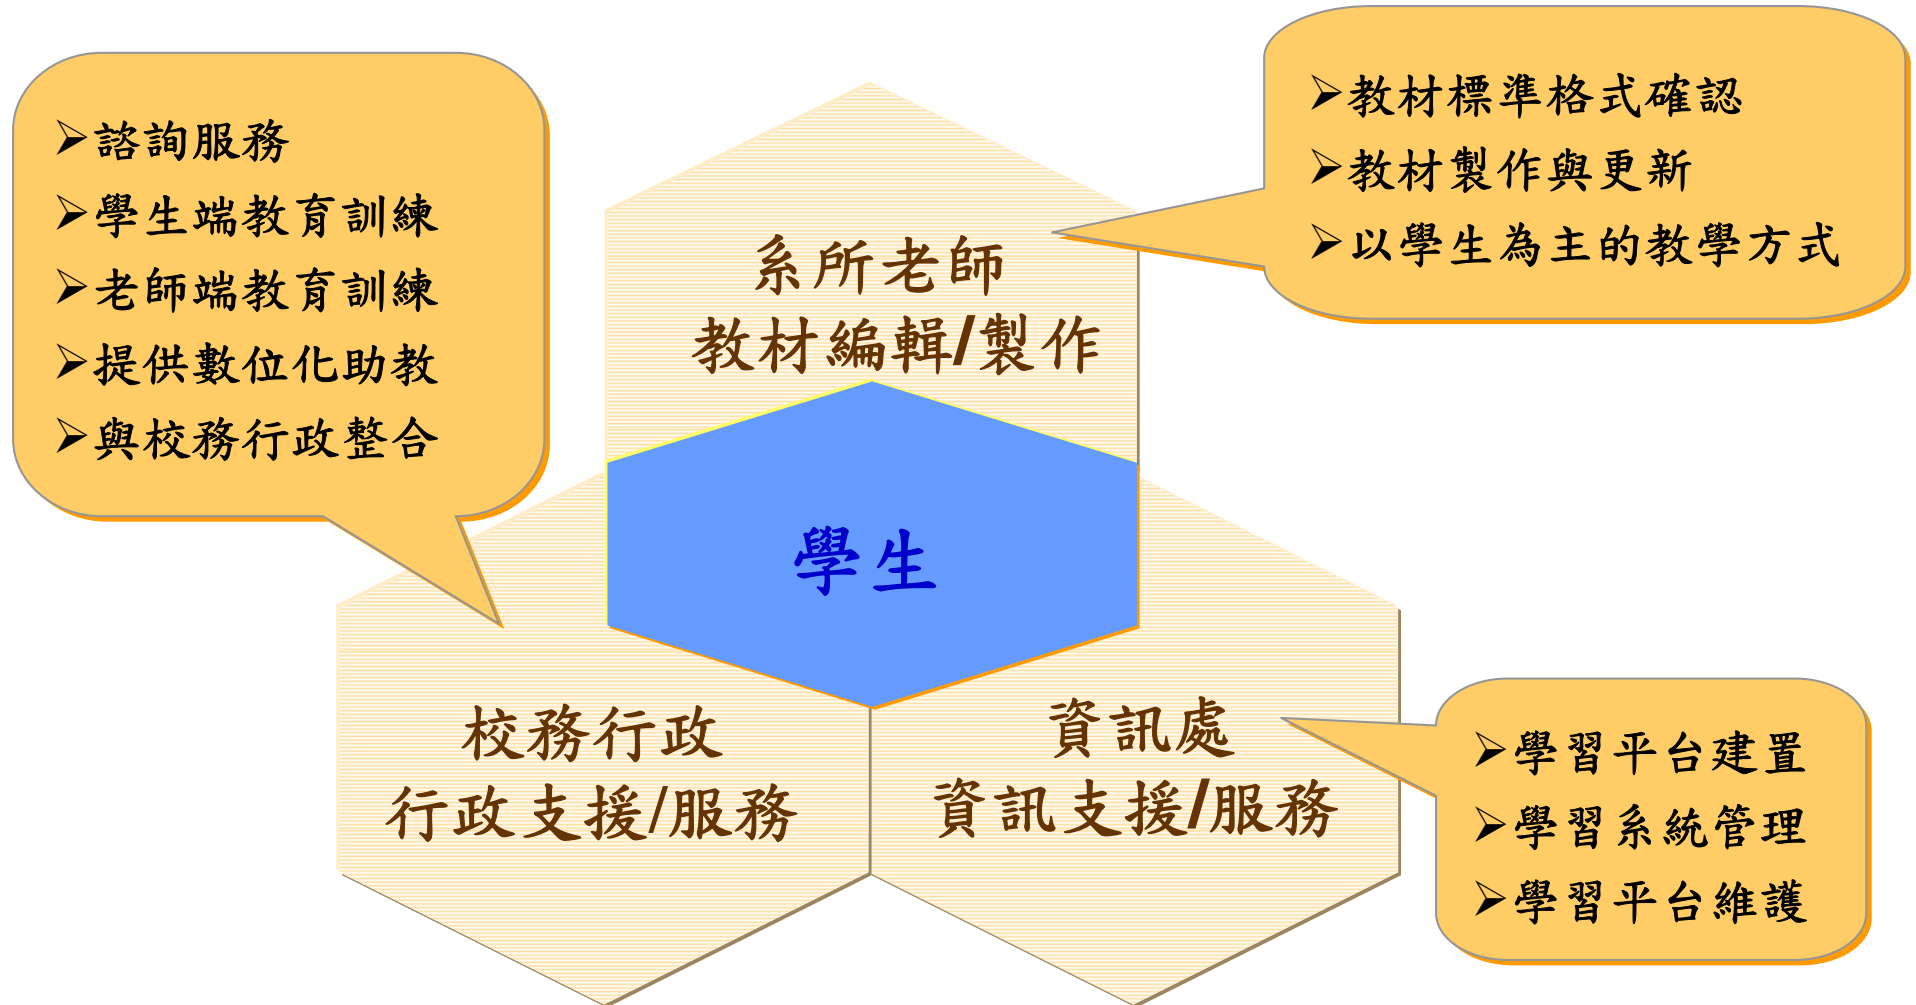 ➢諮詢服務
➢學生端教育訓練
➢老師端教育訓練
➢提供數位化助教
➢與校務行政整合
➢教材標準格式確認
➢教材製作與更新
➢以學生為主的教學方式
系所老師
教材編輯/製作
學生
校務行政
行政支援/服務
資訊處
資訊支援/服務
➢學習平台建置
➢學習系統管理
➢學習平台維護